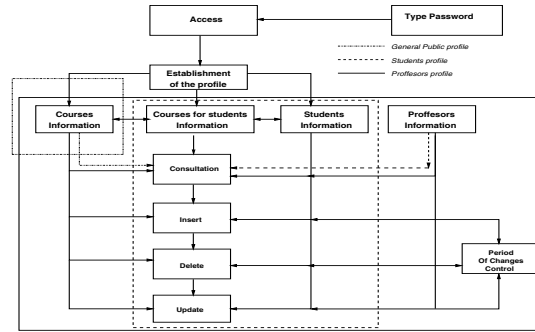 Access
Type Password
General Public profile
Students profile
Proffesors profile
Establishment
of the profile
Courses
Information
Courses for students
Information
Students
Information
Proffesors
Information
Consultation
Insert
Delete
Update
Period
Of Changes
Control